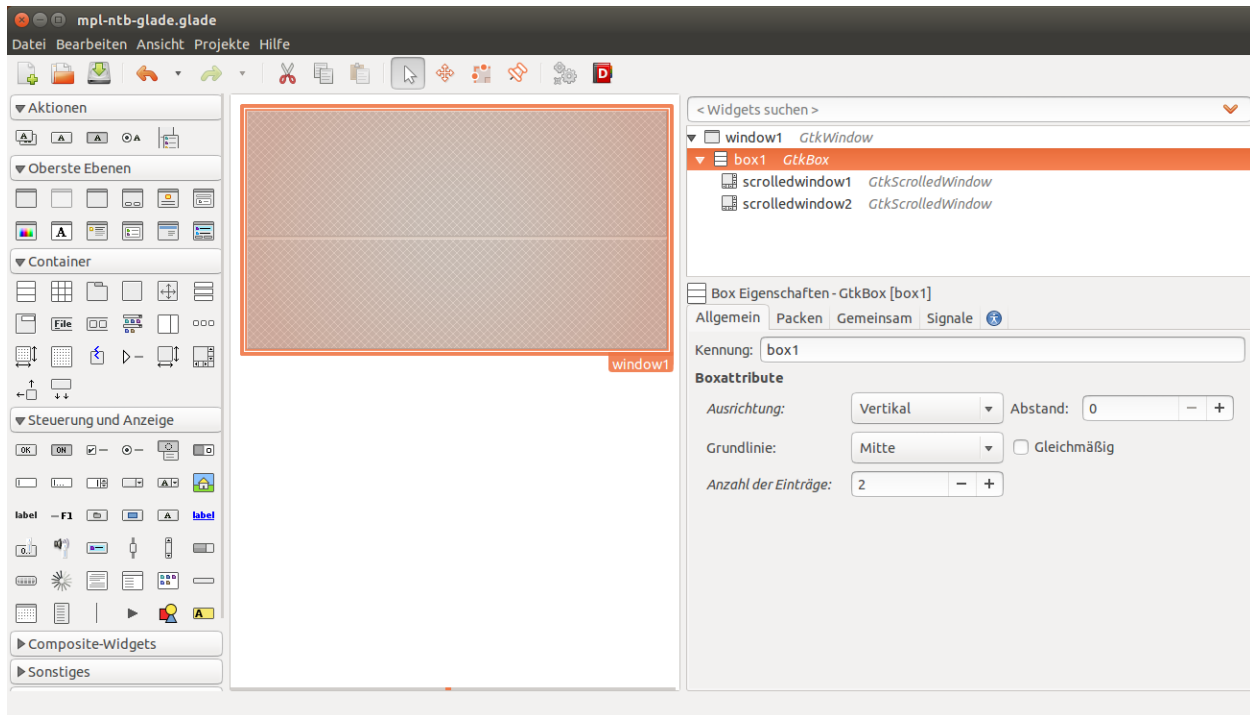 mpl-ntb-glade.glade
Datei Bearbeiten Ansicht Projekte Hilfe
D
Aktionen
A A A A
Oberste Ebenen
A
Container
File
Steuerung und Anzeige
OK ON
label F1 A label
0.
A
Composite-Widgets
Sonstiges
window1
< Widgets suchen >
window1 GtkWindow
box1 GtkBox
scrolledwindow1 GtkScrolledWindow
scrolledwindow2 GtkScrolledWindow
Box Eigenschaften - GtkBox [box1]
Allgemein Packen Gemeinsam Signale
Kennung: box1
Boxattribute
Ausrichtung: Vertikal Abstand: 0 − +
Grundlinie: Mitte Gleichmäßig
Anzahl der Einträge: 2 − +